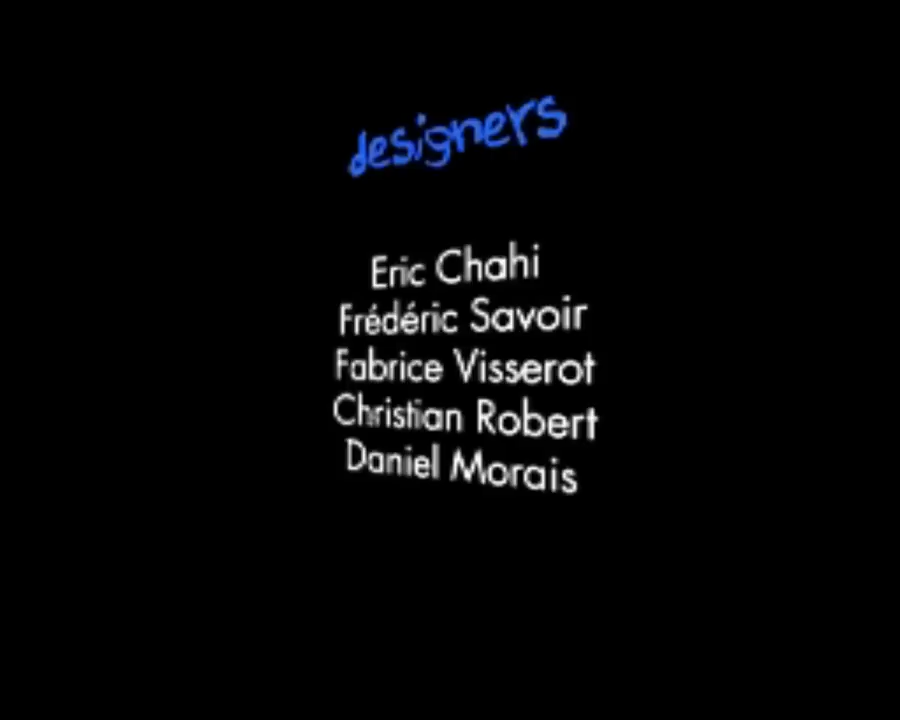 designers
Eric Chahi
Frédéric Savoir
Fabrice Visserot
Christian Robert
Daniel Morais